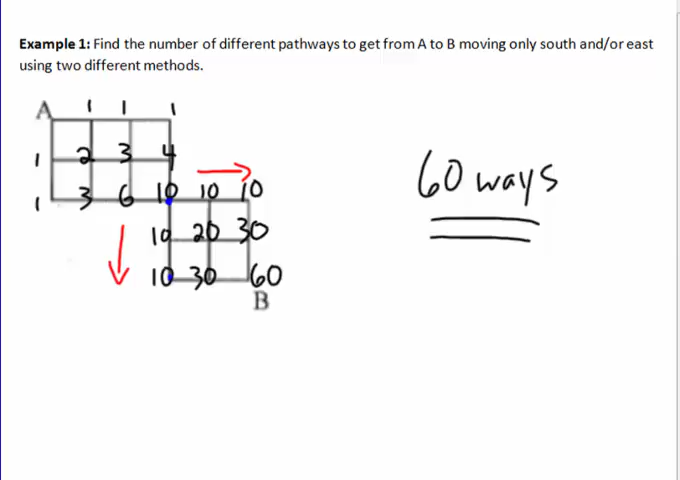 Example 1: Find the number of different pathways to get from A to B moving only south and/or east
using two different methods.
A 1 1 1
1 2 3 4
1 3 6 10 10 10
10 20 30
10 30 60
B
60 ways